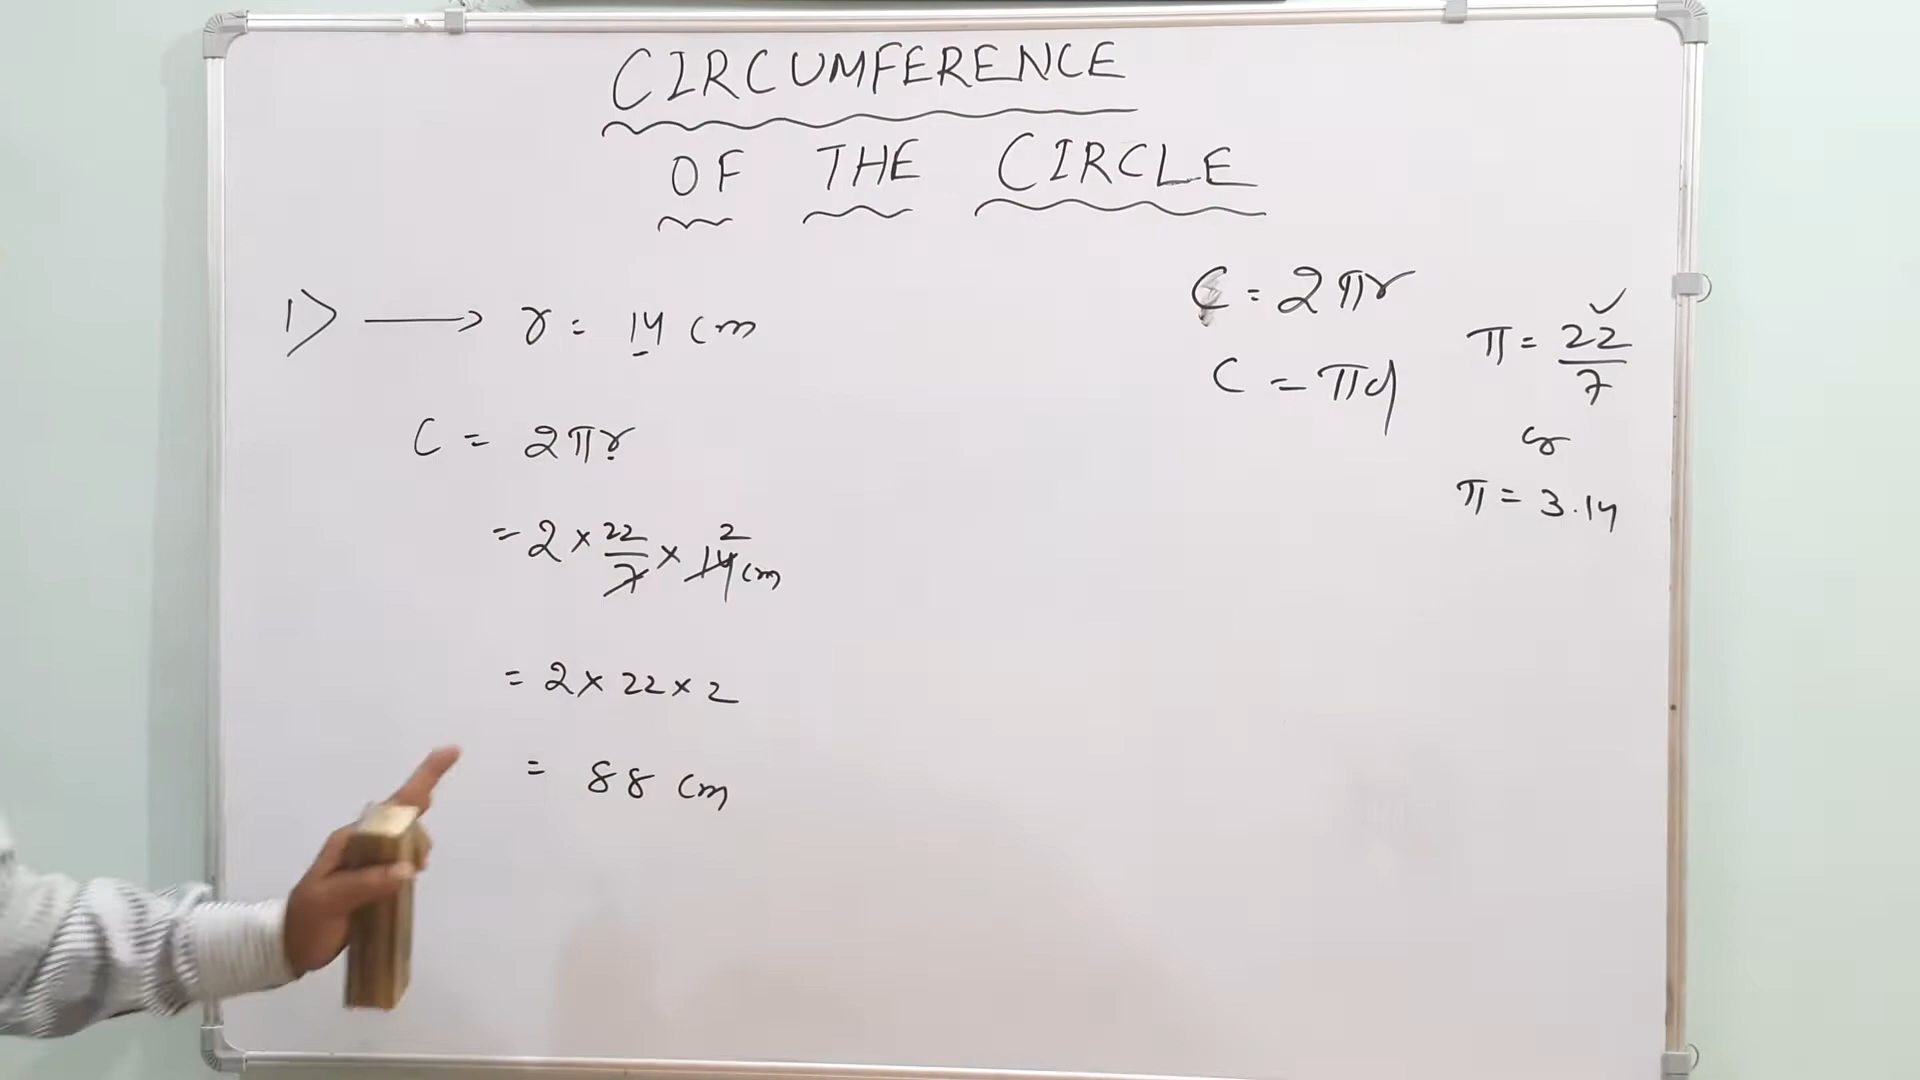 CIRCUMFERENCE
OF THE CIRCLE
1) → r = 14 cm
C = 2πr
= 2 × 22/7 × 14 cm 2
= 2 × 22 × 2
= 88 cm
C = 2πr
C = πd
π = 22/7 ✓
or
π = 3.14